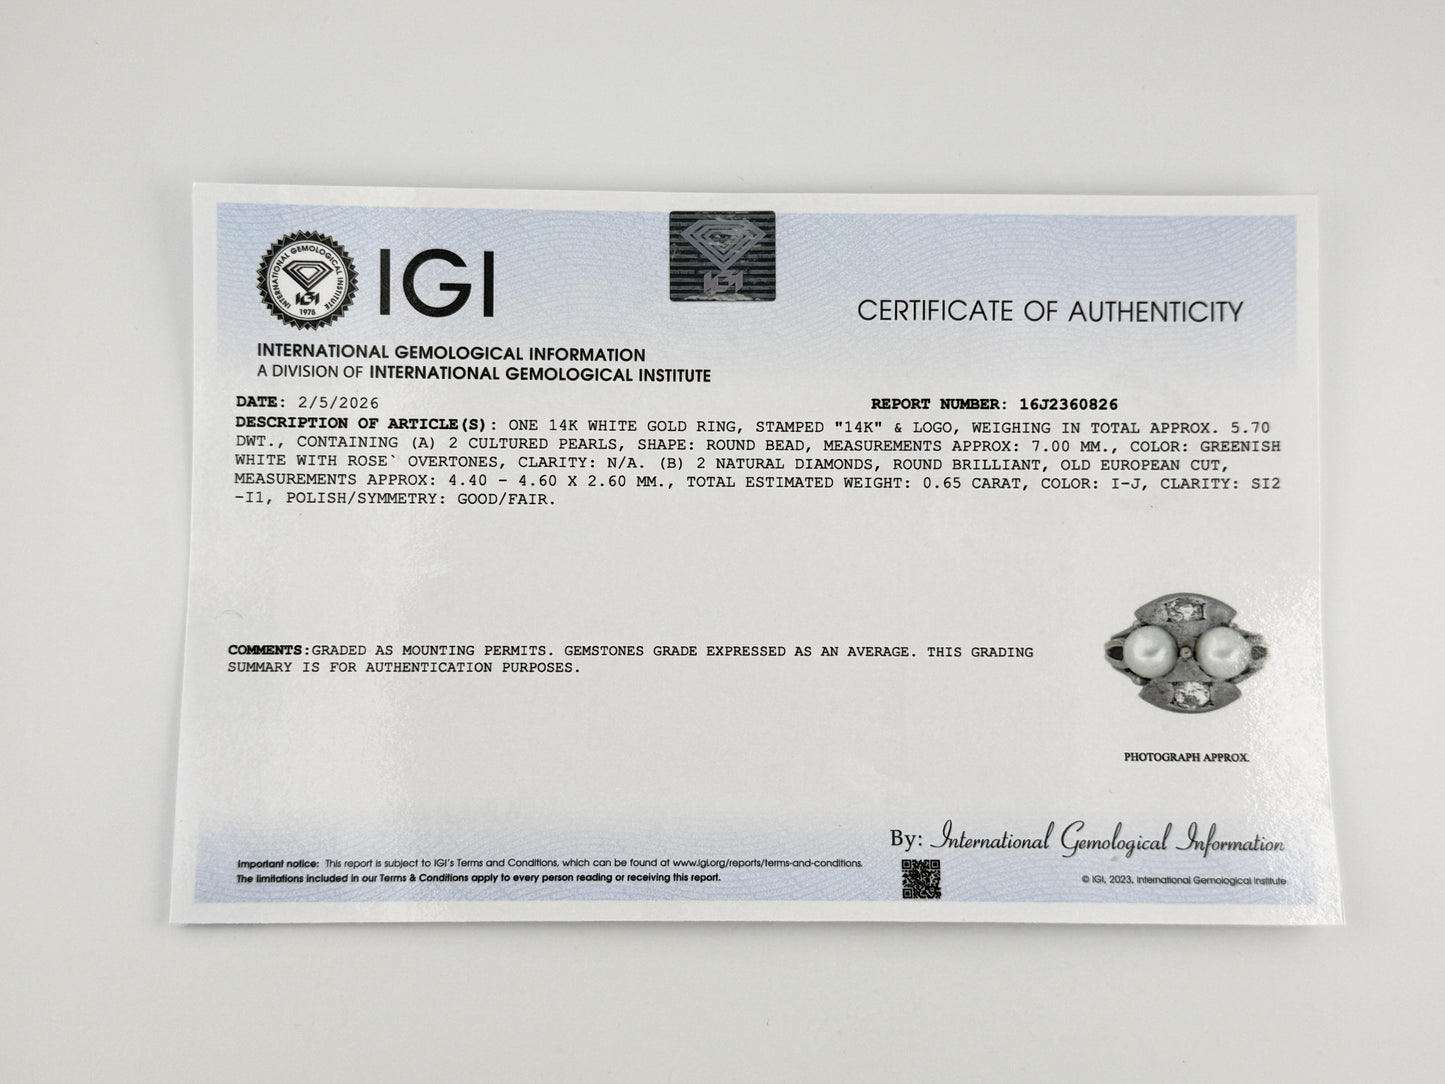 INTERNATIONAL GEMOLOGICAL INSTITUTE
IGI
1975
IGI
IGI
CERTIFICATE OF AUTHENTICITY
INTERNATIONAL GEMOLOGICAL INFORMATION
A DIVISION OF INTERNATIONAL GEMOLOGICAL INSTITUTE
DATE: 2/5/2026
REPORT NUMBER: 16J2360826
DESCRIPTION OF ARTICLE(S): ONE 14K WHITE GOLD RING, STAMPED "14K" & LOGO, WEIGHING IN TOTAL APPROX. 5.70
DWT., CONTAINING (A) 2 CULTURED PEARLS, SHAPE: ROUND BEAD, MEASUREMENTS APPROX: 7.00 MM., COLOR: GREENISH
WHITE WITH ROSE` OVERTONES, CLARITY: N/A. (B) 2 NATURAL DIAMONDS, ROUND BRILLIANT, OLD EUROPEAN CUT,
MEASUREMENTS APPROX: 4.40 - 4.60 X 2.60 MM., TOTAL ESTIMATED WEIGHT: 0.65 CARAT, COLOR: I-J, CLARITY: SI2
-I1, POLISH/SYMMETRY: GOOD/FAIR.
COMMENTS:GRADED AS MOUNTING PERMITS. GEMSTONES GRADE EXPRESSED AS AN AVERAGE. THIS GRADING
SUMMARY IS FOR AUTHENTICATION PURPOSES.
PHOTOGRAPH APPROX.
By: International Gemological Information
Important notice: This report is subject to IGI's Terms and Conditions, which can be found at www.igi.org/reports/terms-and-conditions.
The limitations included in our Terms & Conditions apply to every person reading or receiving this report.
© IGI, 2023, International Gemological Institute